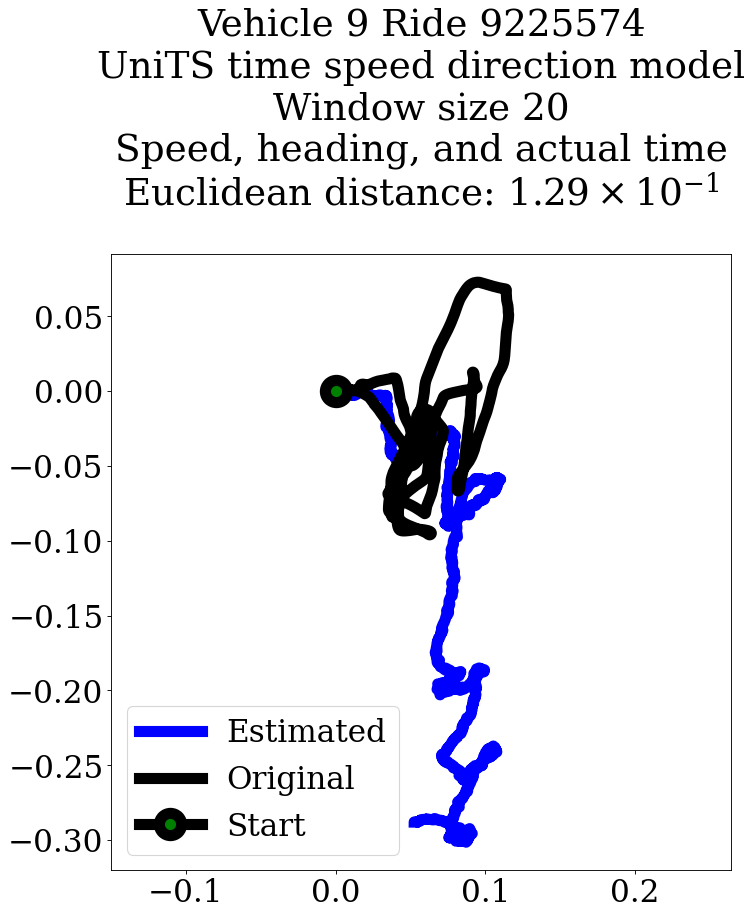 Vehicle 9 Ride 9225574
UniTS time speed direction model
Window size 20
Speed, heading, and actual time
Euclidean distance: 1.29 × 10⁻¹
0.05
0.00
−0.05
−0.10
−0.15
−0.20
−0.25
−0.30
Estimated
Original
Start
−0.1
0.0
0.1
0.2